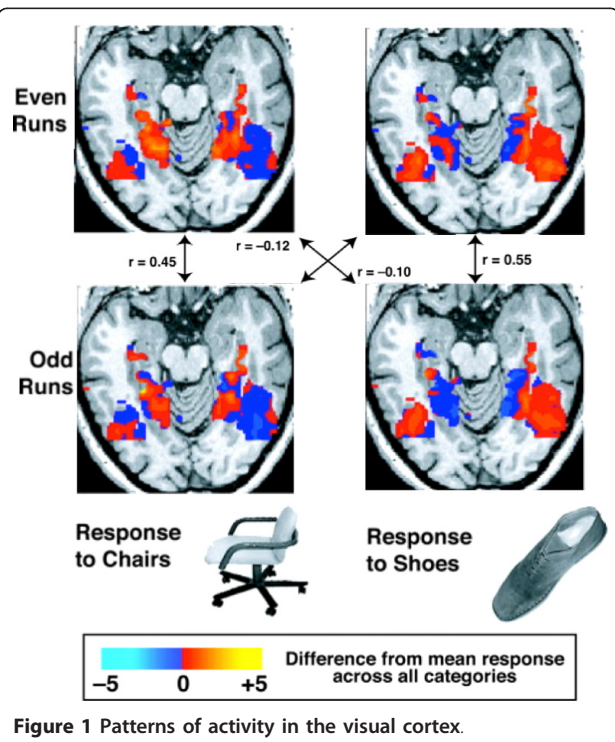 Even
Runs
r = 0.45
r = –0.12
r = –0.10
r = 0.55
Odd
Runs
Response
to Chairs
Response
to Shoes
–5
0
+5
Difference from mean response
across all categories
Figure 1 Patterns of activity in the visual cortex.